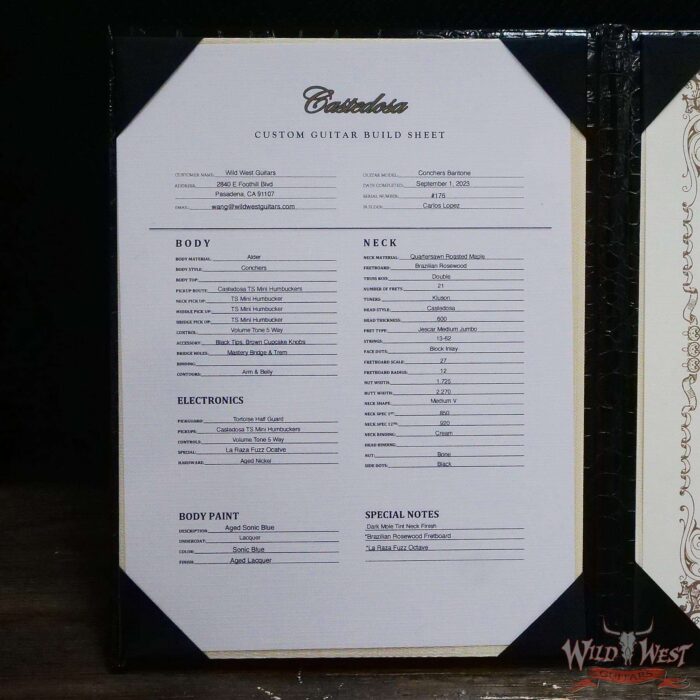 Castedosa
CUSTOM GUITAR BUILD SHEET
CUSTOMER NAME: Wild West Guitars
ADDRESS: 2840 E Foothill Blvd
Pasadena, CA 91107
EMAIL: wang@wildwestguitars.com
GUITAR MODEL: Conchers Baritone
DATE COMPLETED: September 1, 2023
SERIAL NUMBER: #176
BUILDER: Carlos Lopez
BODY
BODY MATERIAL: Alder
BODY STYLE: Conchers
BODY TOP:
PICKUP ROUTE: Castedosa TS Mini Humbuckers
NECK PICK UP: TS Mini Humbucker
MIDDLE PICK UP: TS Mini Humbucker
BRIDGE PICK UP: TS Mini Humbucker
CONTROL: Volume Tone 5 Way
ACCESSORY: Black Tips, Brown Cupcake Knobs
BRIDGE HOLES: Mastery Bridge & Trem
BINDING:
CONTOURS: Arm & Belly
ELECTRONICS
PICKGUARD: Tortoise Half Guard
PICKUPS: Castedosa TS Mini Humbuckers
CONTROLS: Volume Tone 5 Way
SPECIAL: La Raza Fuzz Ocatve
HARDWARE: Aged Nickel
BODY PAINT
DESCRIPTION: Aged Sonic Blue
UNDERCOAT: Lacquer
COLOR: Sonic Blue
FINISH: Aged Lacquer
NECK
NECK MATERIAL: Quartersawn Roasted Maple
FRETBOARD: Brazilian Rosewood
TRUSS ROD: Double
NUMBER OF FRETS: 21
TUNERS: Kluson
HEAD STYLE: Castedosa
HEAD THICKNESS: .600
FRET TYPE: Jescar Medium Jumbo
STRINGS: 13-62
FACE DOTS: Block Inlay
FRETBOARD SCALE: 27
FRETBOARD RADIUS: 12
NUT WIDTH: 1.725
BUTT WIDTH: 2.270
NECK SHAPE: Medium V
NECK SPEC 1ST: .850
NECK SPEC 12TH: .920
NECK BINDING: Cream
HEAD BINDING:
NUT: Bone
SIDE DOTS: Black
SPECIAL NOTES
Dark Mole Tint Neck Finish
*Brazilian Rosewood Fretboard
*La Raza Fuzz Octave
WILD WEST
GUITARS